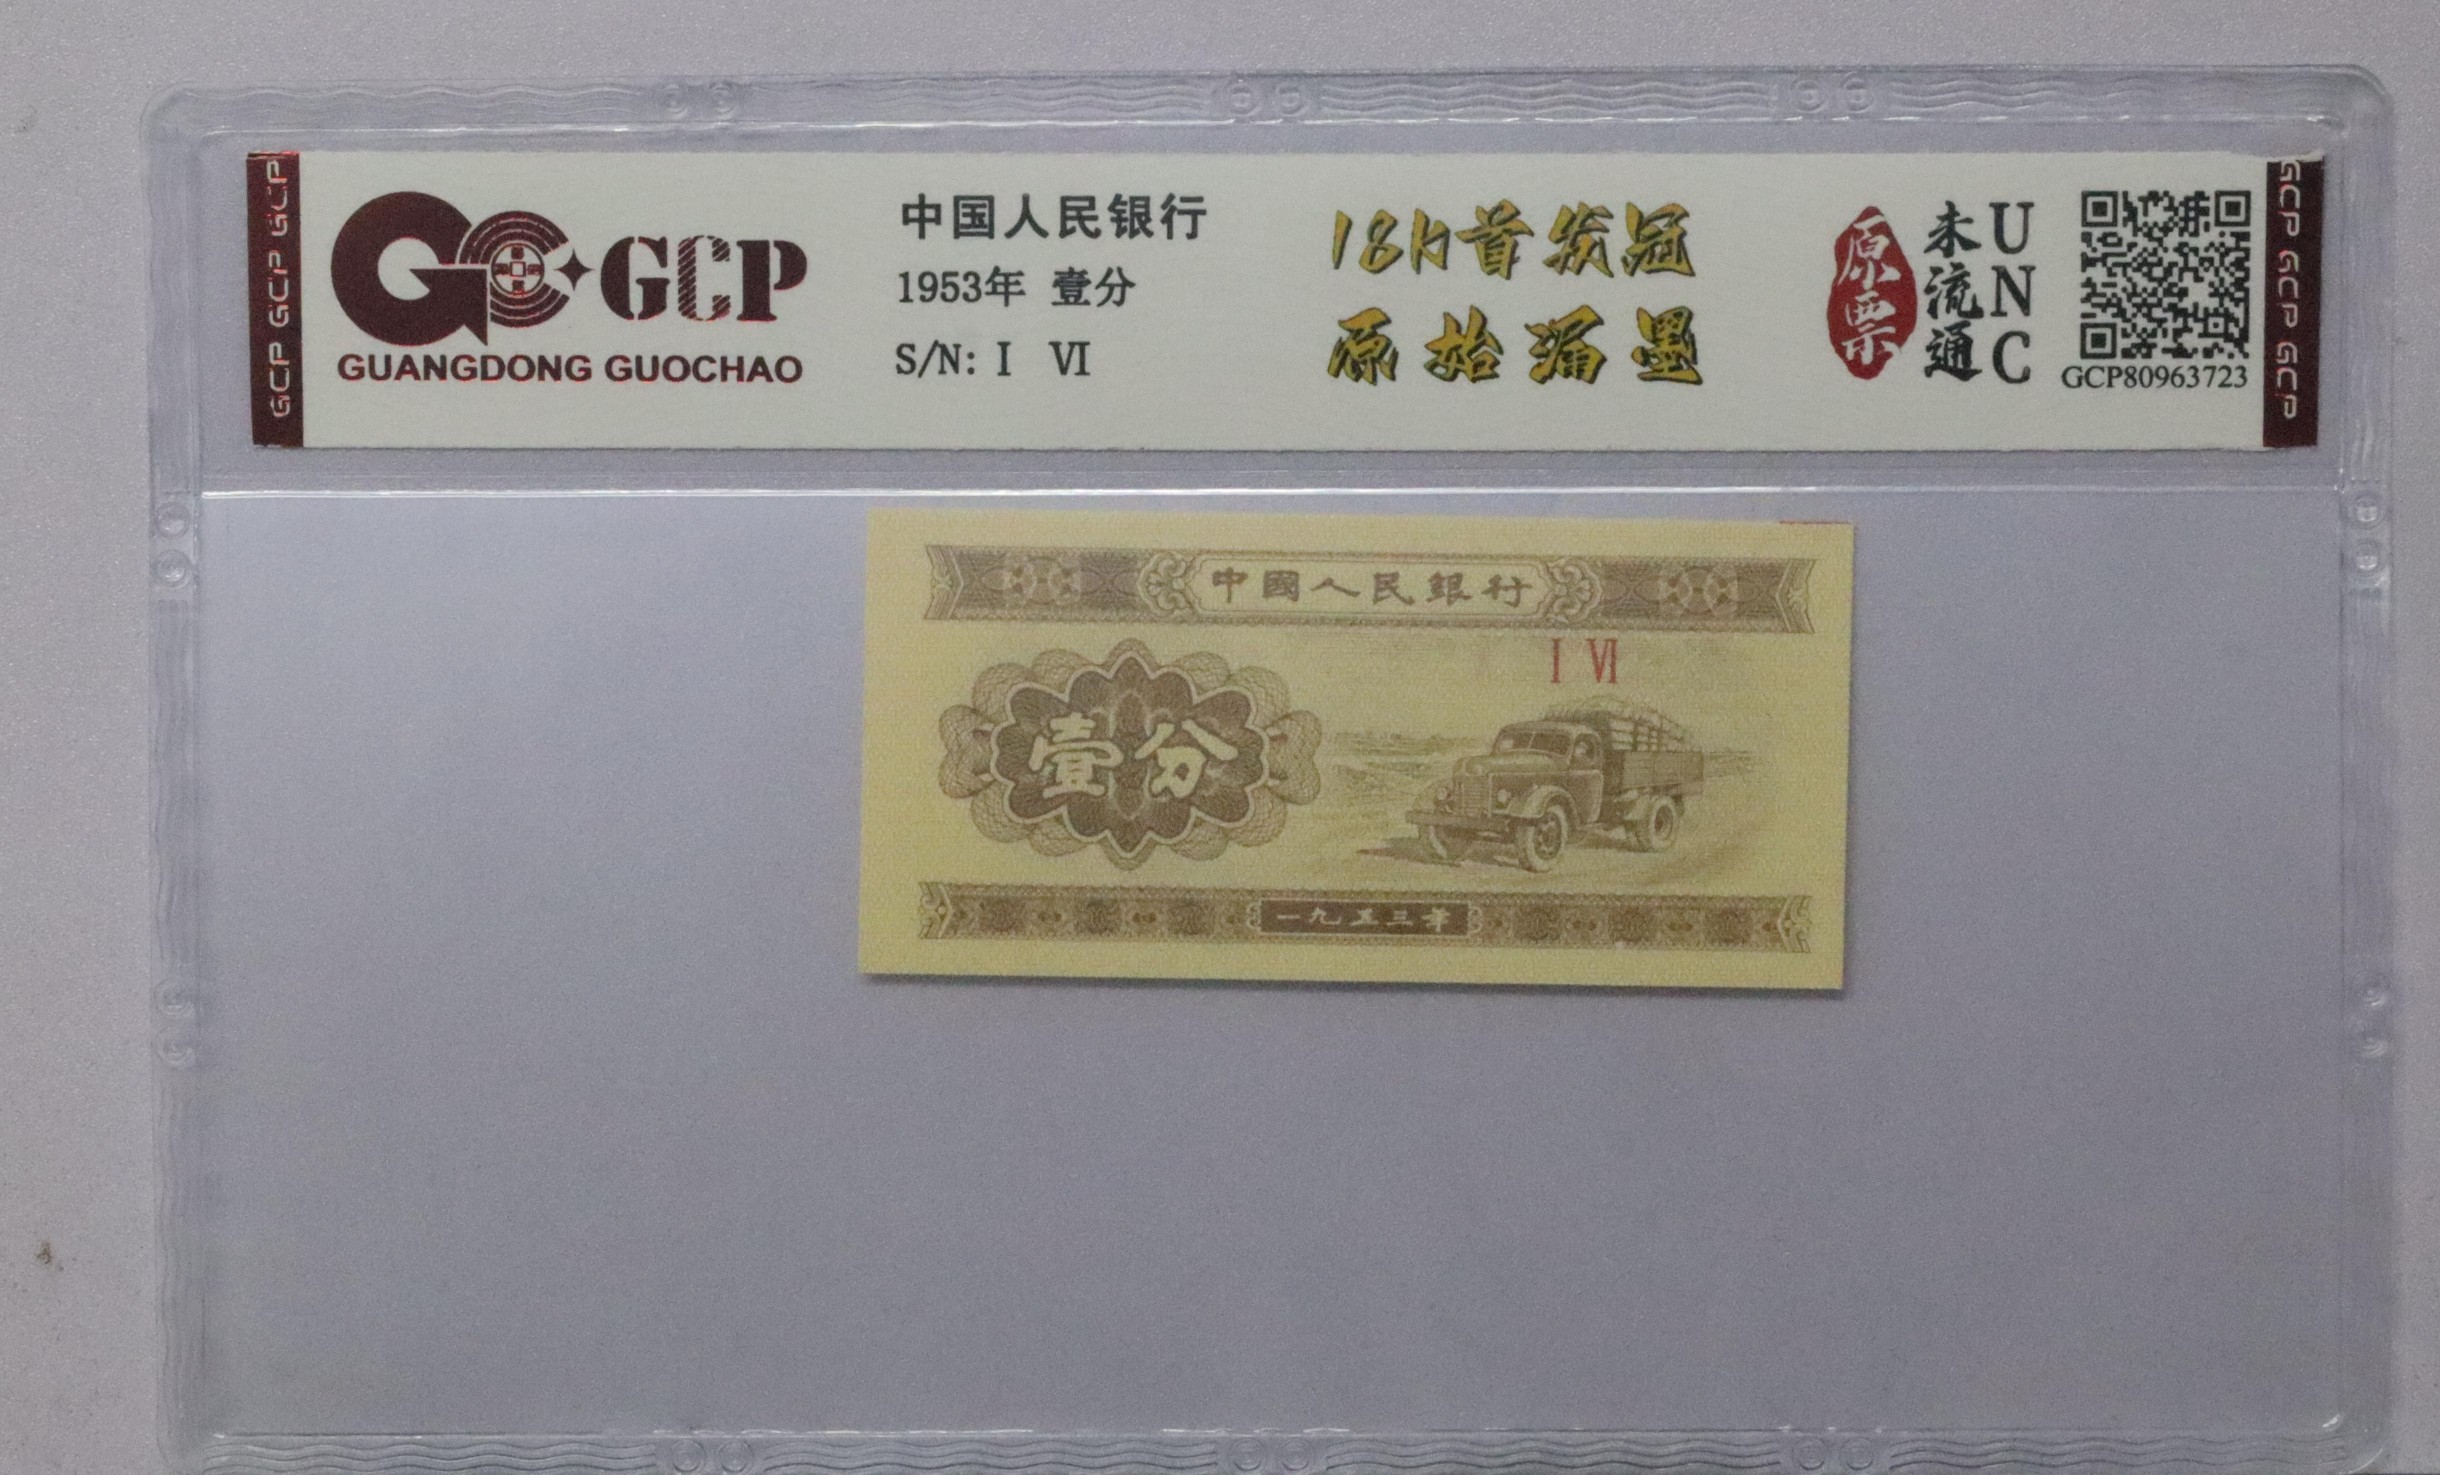 GCP GCP GCP
GCP
GUANGDONG GUOCHAO
中国人民银行
1953年 壹分
S/N: I VI
18k首发冠
原始漏墨
原票
未流通
UNC
GCP80963723
GCP GCP GCP
中國人民銀行
I VI
壹分
一九五三年